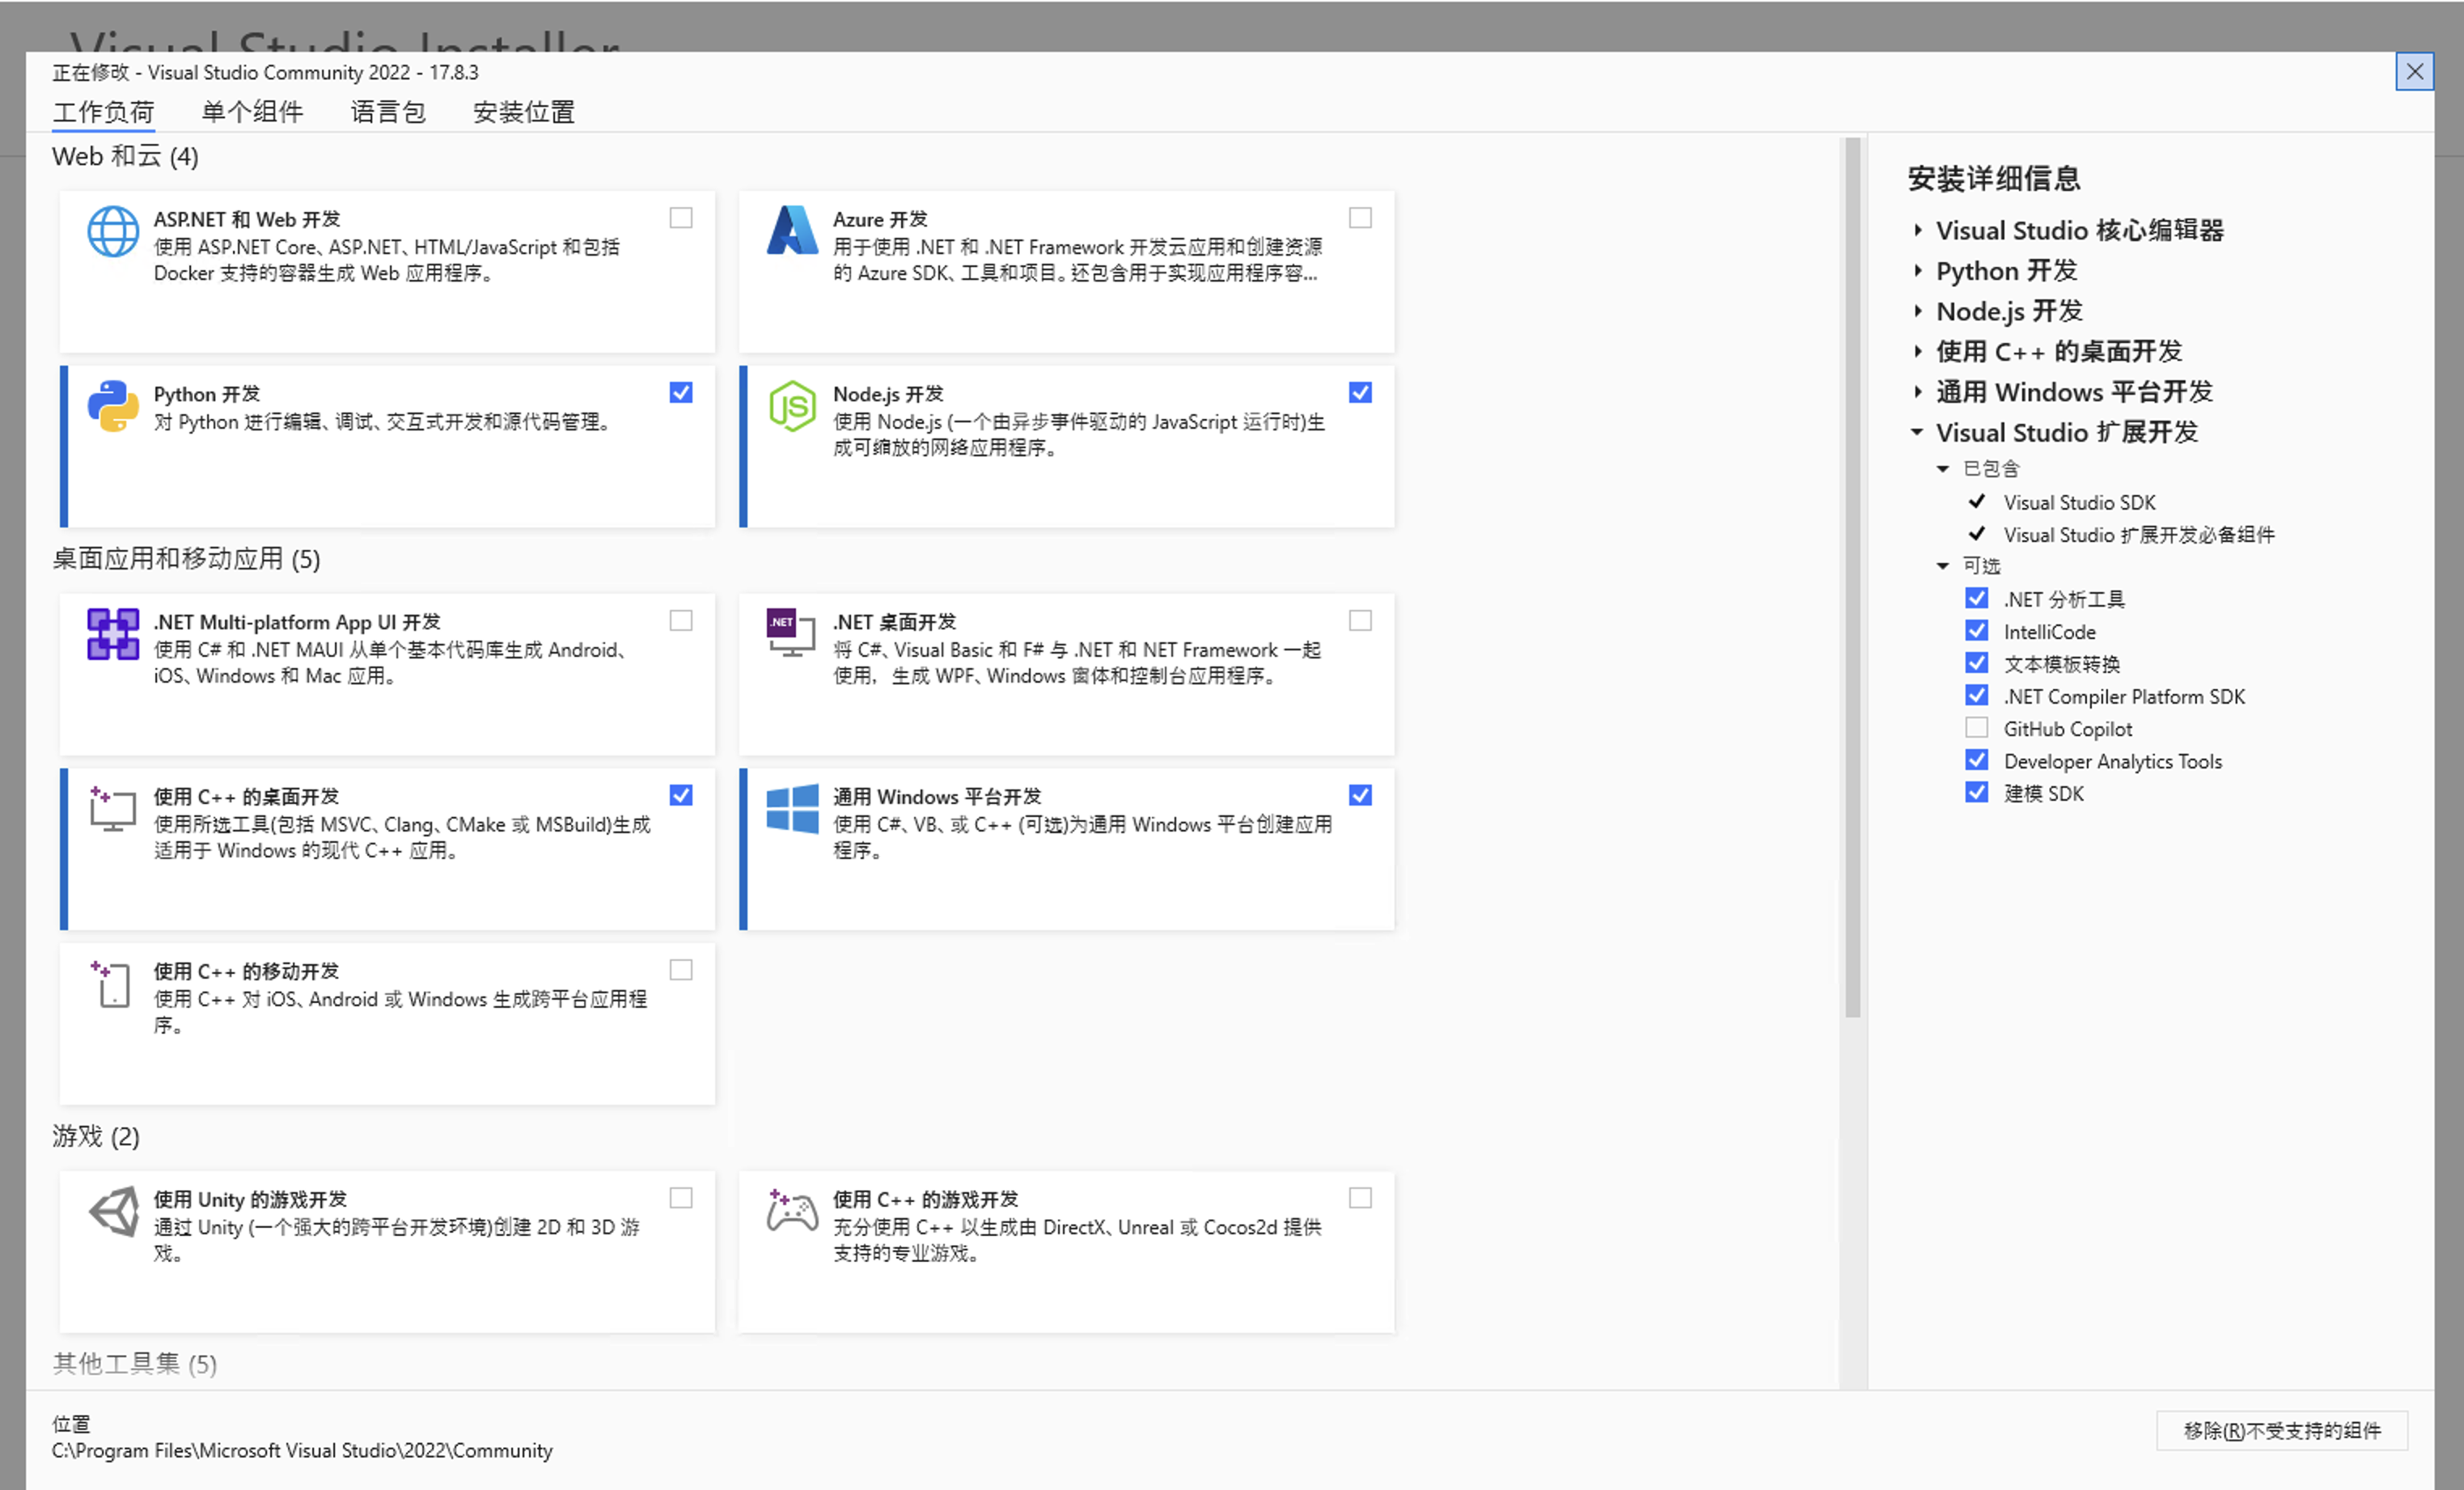 Visual Studio Installer
正在修改 - Visual Studio Community 2022 - 17.8.3
工作负荷 单个组件 语言包 安装位置
Web 和云 (4)
ASP.NET 和 Web 开发
使用 ASP.NET Core、ASP.NET、HTML/JavaScript 和包括
Docker 支持的容器生成 Web 应用程序。
Azure 开发
用于使用 .NET 和 .NET Framework 开发云应用和创建资源
的 Azure SDK、工具和项目。还包含用于实现应用程序容...
Python 开发
对 Python 进行编辑、调试、交互式开发和源代码管理。
JS
Node.js 开发
使用 Node.js (一个由异步事件驱动的 JavaScript 运行时)生
成可缩放的网络应用程序。
桌面应用和移动应用 (5)
.NET Multi-platform App UI 开发
使用 C# 和 .NET MAUI 从单个基本代码库生成 Android、
iOS、Windows 和 Mac 应用。
.NET
.NET 桌面开发
将 C#、Visual Basic 和 F# 与 .NET 和 NET Framework 一起
使用，生成 WPF、Windows 窗体和控制台应用程序。
使用 C++ 的桌面开发
使用所选工具(包括 MSVC、Clang、CMake 或 MSBuild)生成
适用于 Windows 的现代 C++ 应用。
通用 Windows 平台开发
使用 C#、VB、或 C++ (可选)为通用 Windows 平台创建应用
程序。
使用 C++ 的移动开发
使用 C++ 对 iOS、Android 或 Windows 生成跨平台应用程
序。
游戏 (2)
使用 Unity 的游戏开发
通过 Unity (一个强大的跨平台开发环境)创建 2D 和 3D 游
戏。
使用 C++ 的游戏开发
充分使用 C++ 以生成由 DirectX、Unreal 或 Cocos2d 提供
支持的专业游戏。
其他工具集 (5)
安装详细信息
Visual Studio 核心编辑器
Python 开发
Node.js 开发
使用 C++ 的桌面开发
通用 Windows 平台开发
Visual Studio 扩展开发
已包含
Visual Studio SDK
Visual Studio 扩展开发必备组件
可选
.NET 分析工具
IntelliCode
文本模板转换
.NET Compiler Platform SDK
GitHub Copilot
Developer Analytics Tools
建模 SDK
位置
C:\Program Files\Microsoft Visual Studio\2022\Community
移除(R)不受支持的组件